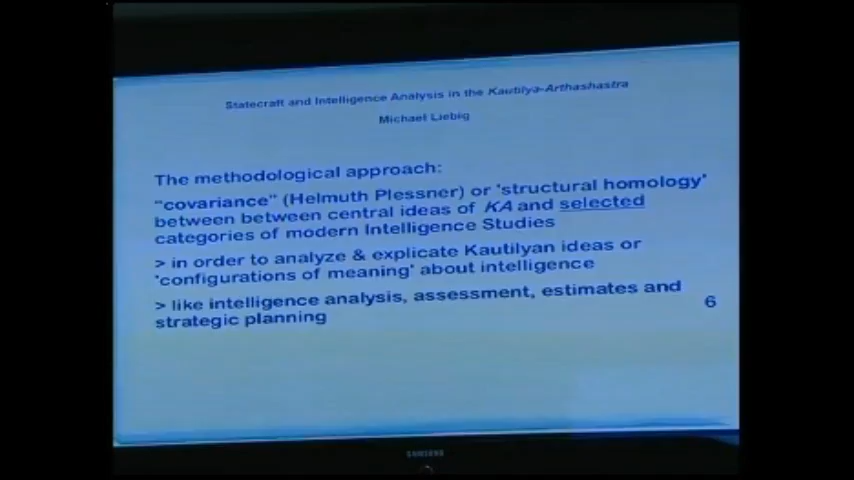 Statecraft and Intelligence Analysis in the Kautilya-Arthashastra
Michael Liebig
The methodological approach:
"covariance" (Helmuth Plessner) or 'structural homology'
between between central ideas of KA and selected
categories of modern Intelligence Studies
> in order to analyze & explicate Kautilyan ideas or
'configurations of meaning' about intelligence
> like intelligence analysis, assessment, estimates and
strategic planning
6
SAMSUNG